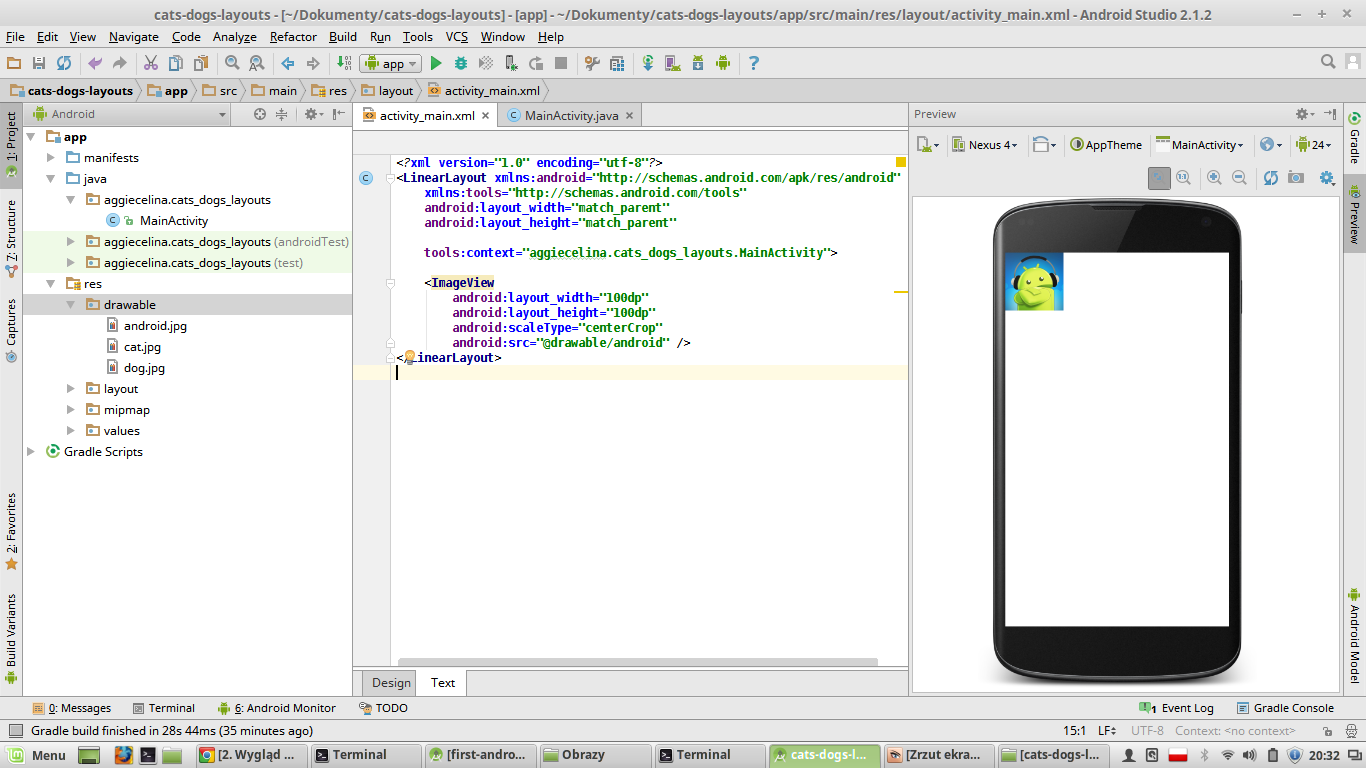 cats-dogs-layouts - [~/Dokumenty/cats-dogs-layouts] - [app] - ~/Dokumenty/cats-dogs-layouts/app/src/main/res/layout/activity_main.xml - Android Studio 2.1.2
File Edit View Navigate Code Analyze Refactor Build Run Tools VCS Window Help
app
cats-dogs-layouts app src main res layout activity_main.xml
1: Project
7: Structure
Captures
2: Favorites
Build Variants
Android
app
manifests
java
aggiecelina.cats_dogs_layouts
MainActivity
aggiecelina.cats_dogs_layouts (androidTest)
aggiecelina.cats_dogs_layouts (test)
res
drawable
android.jpg
cat.jpg
dog.jpg
layout
mipmap
values
Gradle Scripts
activity_main.xml MainActivity.java
<?xml version="1.0" encoding="utf-8"?>
<LinearLayout xmlns:android="http://schemas.android.com/apk/res/android"
xmlns:tools="http://schemas.android.com/tools"
android:layout_width="match_parent"
android:layout_height="match_parent"
tools:context="aggiecelina.cats_dogs_layouts.MainActivity">
<ImageView
android:layout_width="100dp"
android:layout_height="100dp"
android:scaleType="centerCrop"
android:src="@drawable/android" />
</LinearLayout>
Design Text
Preview
Nexus 4 AppTheme MainActivity 24
1:1
Gradle
Preview
Android Model
0: Messages Terminal 6: Android Monitor TODO 1 Event Log Gradle Console
Gradle build finished in 28s 44ms (35 minutes ago) 15:1 LF UTF-8 Context: <no context>
Menu [2. Wygląd ... Terminal [first-andro... Obrazy Terminal cats-dogs-l... [Zrzut ekra... [cats-dogs-l... 20:32